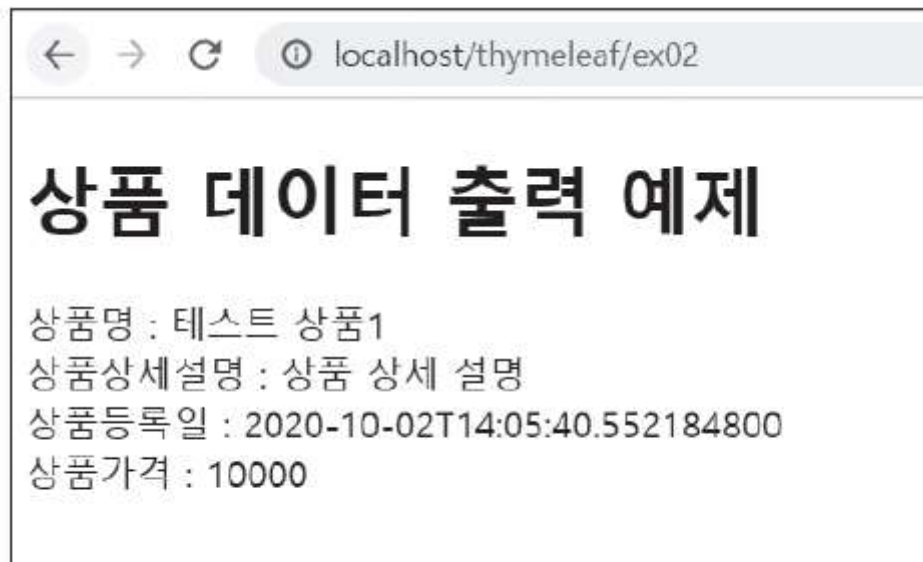 localhost/thymeleaf/ex02
상품 데이터 출력 예제
상품명 : 테스트 상품1
상품상세설명 : 상품 상세 설명
상품등록일 : 2020-10-02T14:05:40.552184800
상품가격 : 10000